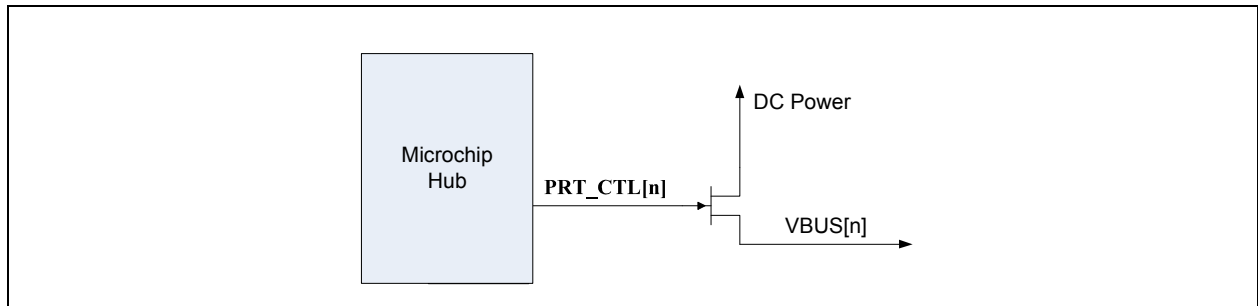 DC Power
Microchip
Hub
PRT_CTL[n]
VBUS[n]